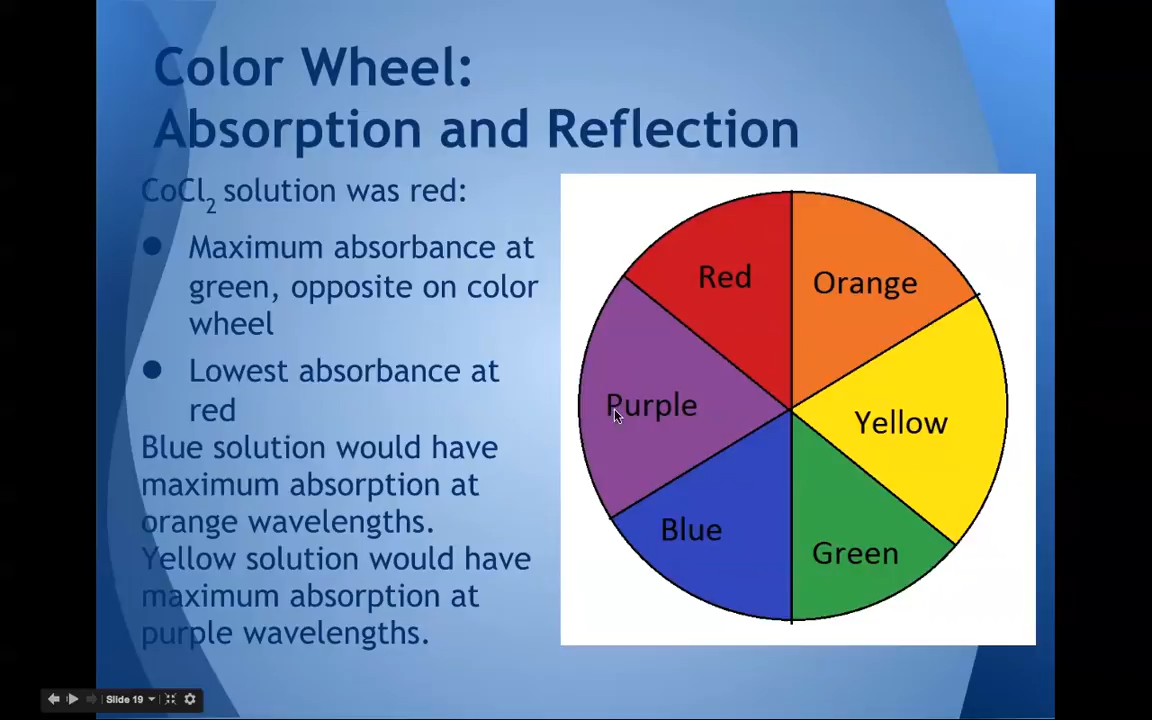 Color Wheel:
Absorption and Reflection
CoCl₂ solution was red:
● Maximum absorbance at
green, opposite on color
wheel
● Lowest absorbance at
red
Blue solution would have
maximum absorption at
orange wavelengths.
Yellow solution would have
maximum absorption at
purple wavelengths.
Red
Orange
Purple
Yellow
Blue
Green
Slide 19